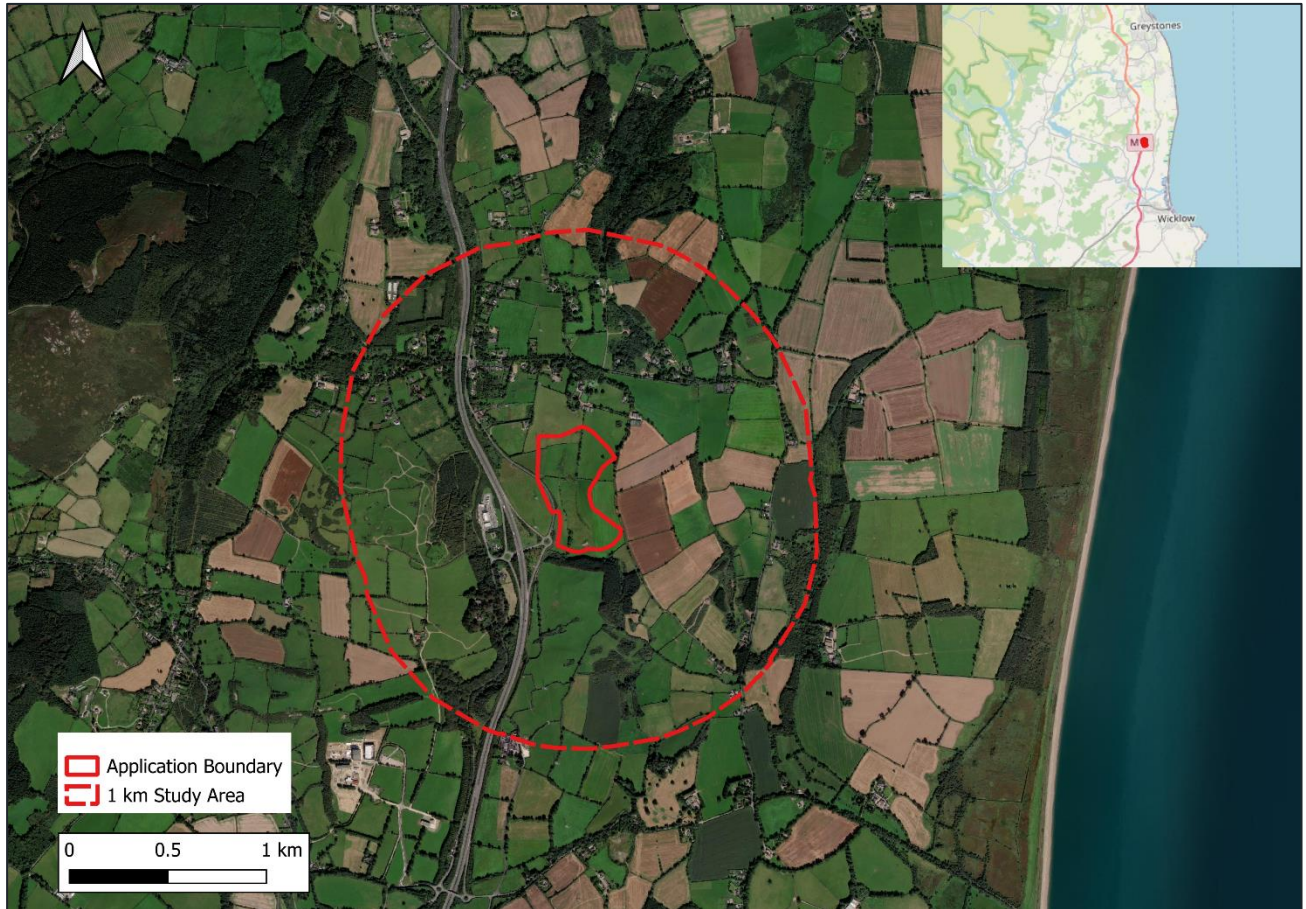 Greystones
M
Wicklow
Application Boundary
1 km Study Area
0 0.5 1 km